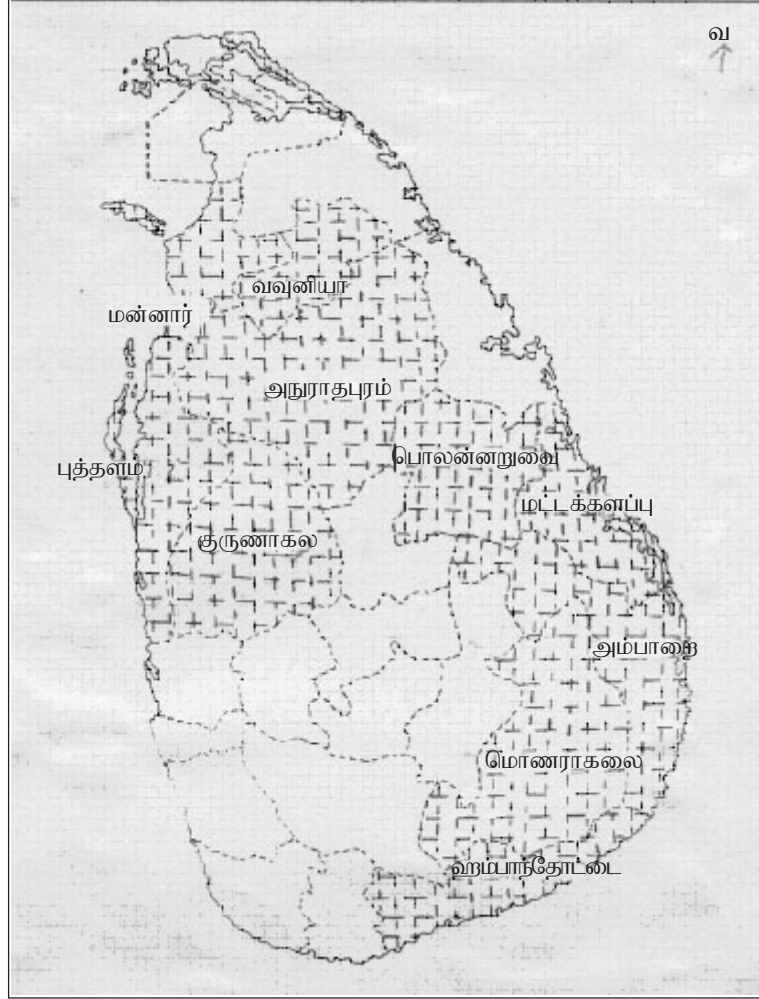 வ
வவுனியா
மன்னார்
அநுராதபுரம்
பொலன்னறுவை
புத்தளம்
மட்டக்களப்பு
குருணாகல
அம்பாறை
மொணராகலை
ஹம்பாந்தோட்டை